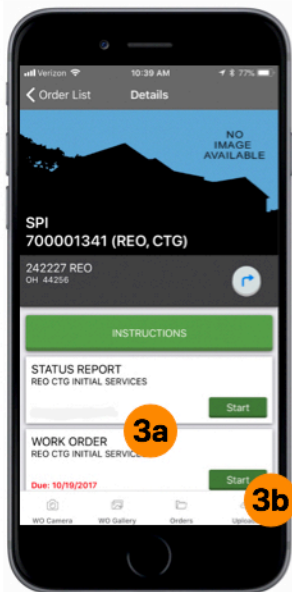 Verizon 10:39 AM 77%
Order List Details
NO
IMAGE
AVAILABLE
SPI
700001341 (REO, CTG)
242227 REO
OH 44256
INSTRUCTIONS
STATUS REPORT
REO CTG INITIAL SERVICES
Start
3a
WORK ORDER
REO CTG INITIAL
Start
3b
Due: 10/19/2017
WO Camera WO Gallery Orders